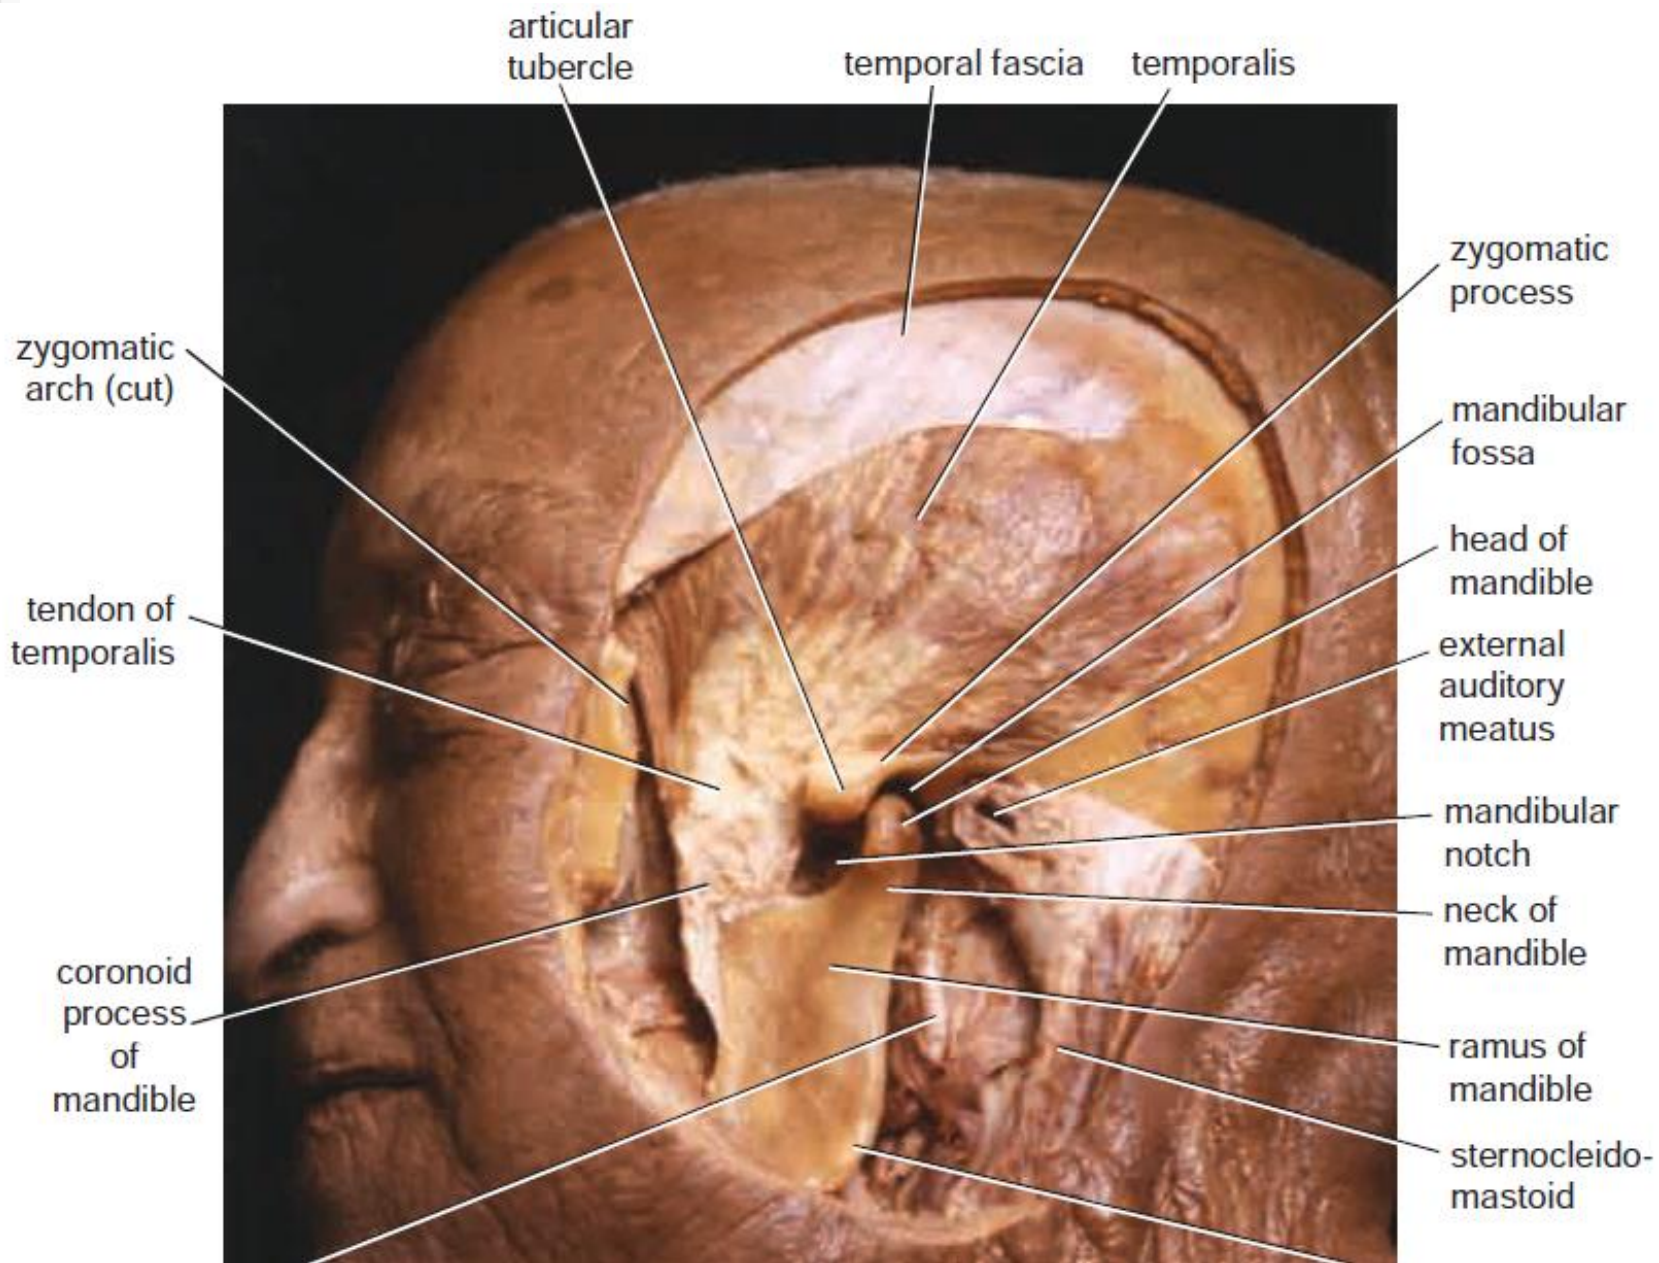 articular
tubercle
temporal fascia
temporalis
zygomatic
process
zygomatic
arch (cut)
mandibular
fossa
head of
mandible
tendon of
temporalis
external
auditory
meatus
mandibular
notch
neck of
mandible
coronoid
process
of
mandible
ramus of
mandible
sternocleido-
mastoid